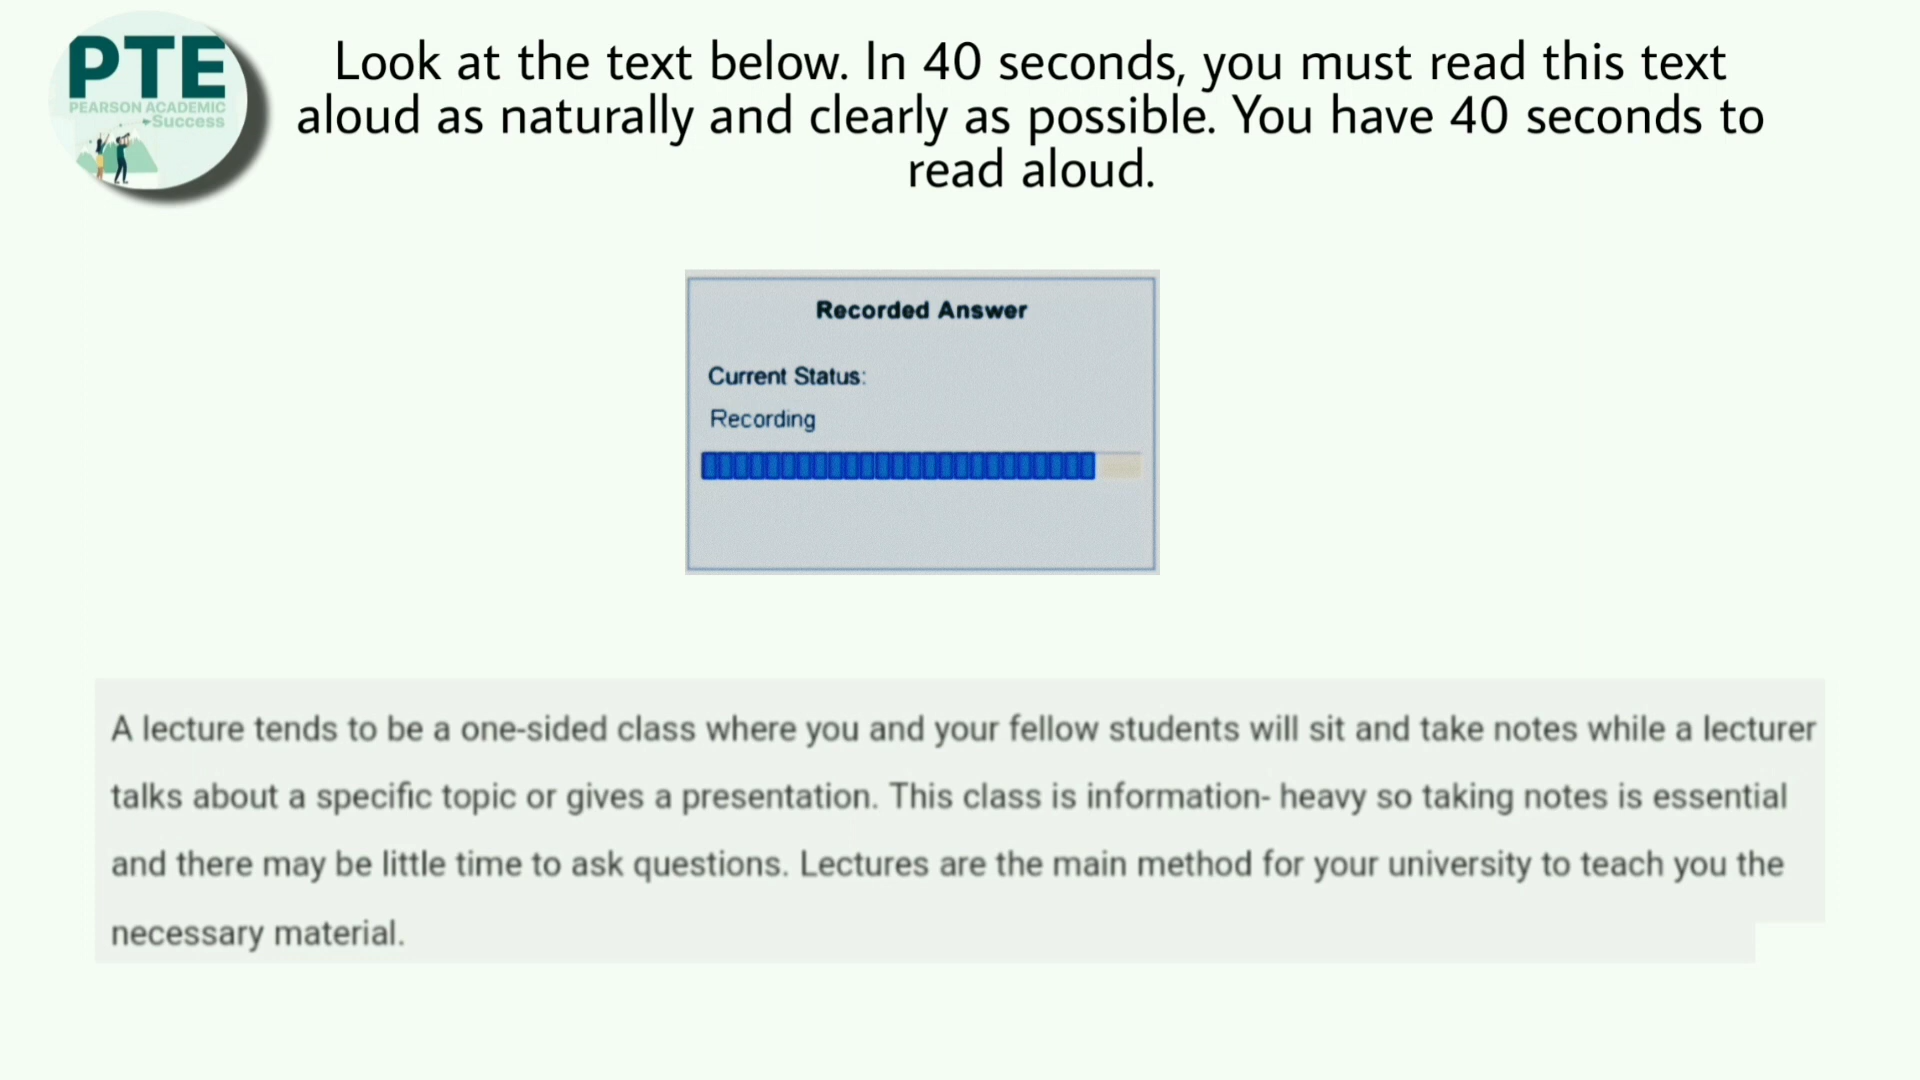 PTE
PEARSON ACADEMIC
Success
Look at the text below. In 40 seconds, you must read this text
aloud as naturally and clearly as possible. You have 40 seconds to
read aloud.
Recorded Answer
Current Status:
Recording
A lecture tends to be a one-sided class where you and your fellow students will sit and take notes while a lecturer
talks about a specific topic or gives a presentation. This class is information- heavy so taking notes is essential
and there may be little time to ask questions. Lectures are the main method for your university to teach you the
necessary material.